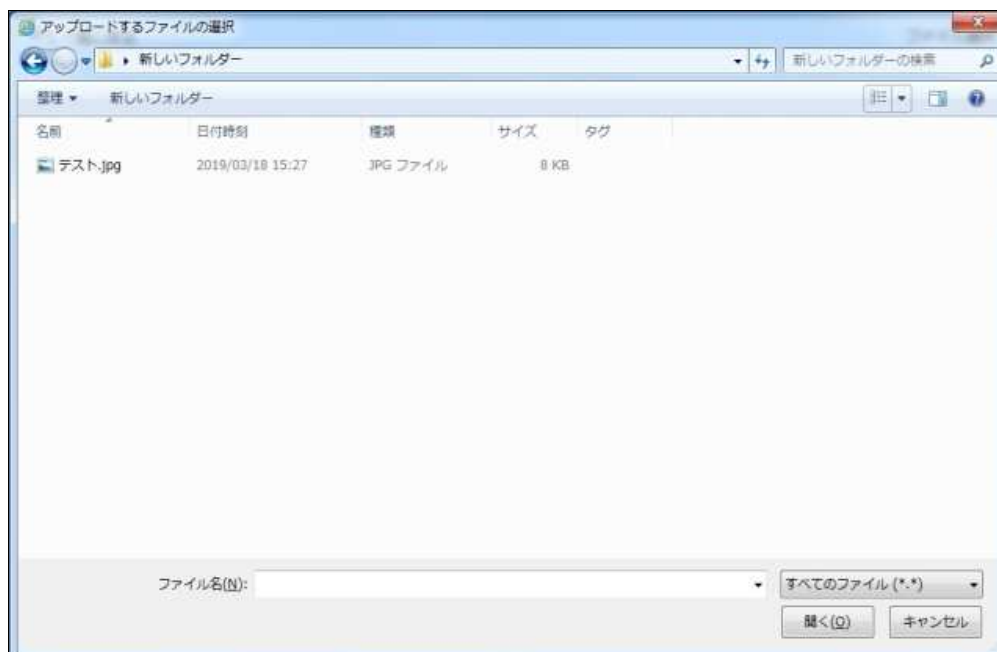 アップロードするファイルの選択
新しいフォルダー
新しいフォルダーの検索
整理
新しいフォルダー
名前 日付時刻 種類 サイズ タグ
テスト.jpg 2019/03/18 15:27 JPG ファイル 8 KB
ファイル名(N): すべてのファイル (*.*)
開く(O) キャンセル